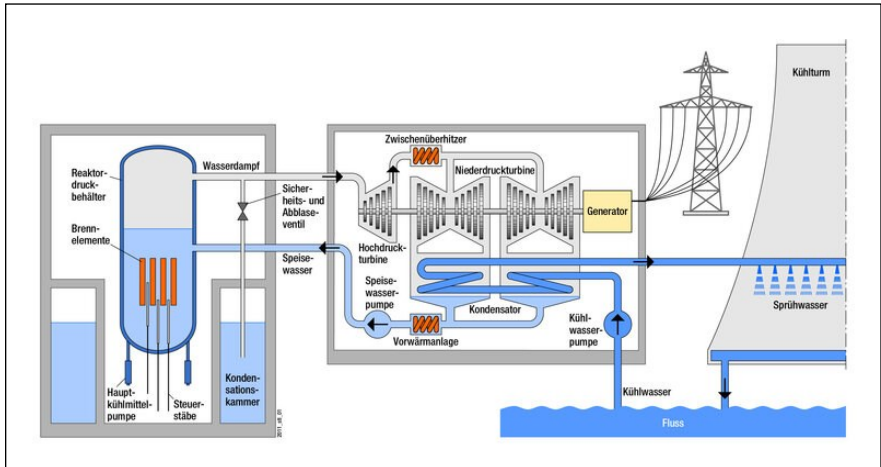 Kühlturm
Zwischenüberhitzer
Reaktor-
druck-
behälter
Wasserdampf
Niederdruckturbine
Sicher-
heits- und
Abblase-
ventil
Generator
Brenn-
elemente
Hochdruck-
turbine
Speise-
wasser
Speise-
wasser-
pumpe
Sprühwasser
Kondensator
Kühl-
wasser-
pumpe
Vorwärmanlage
Haupt-
kühlmittel-
pumpe
Steuer-
stäbe
Konden-
sations-
kammer
Kühlwasser
Fluss